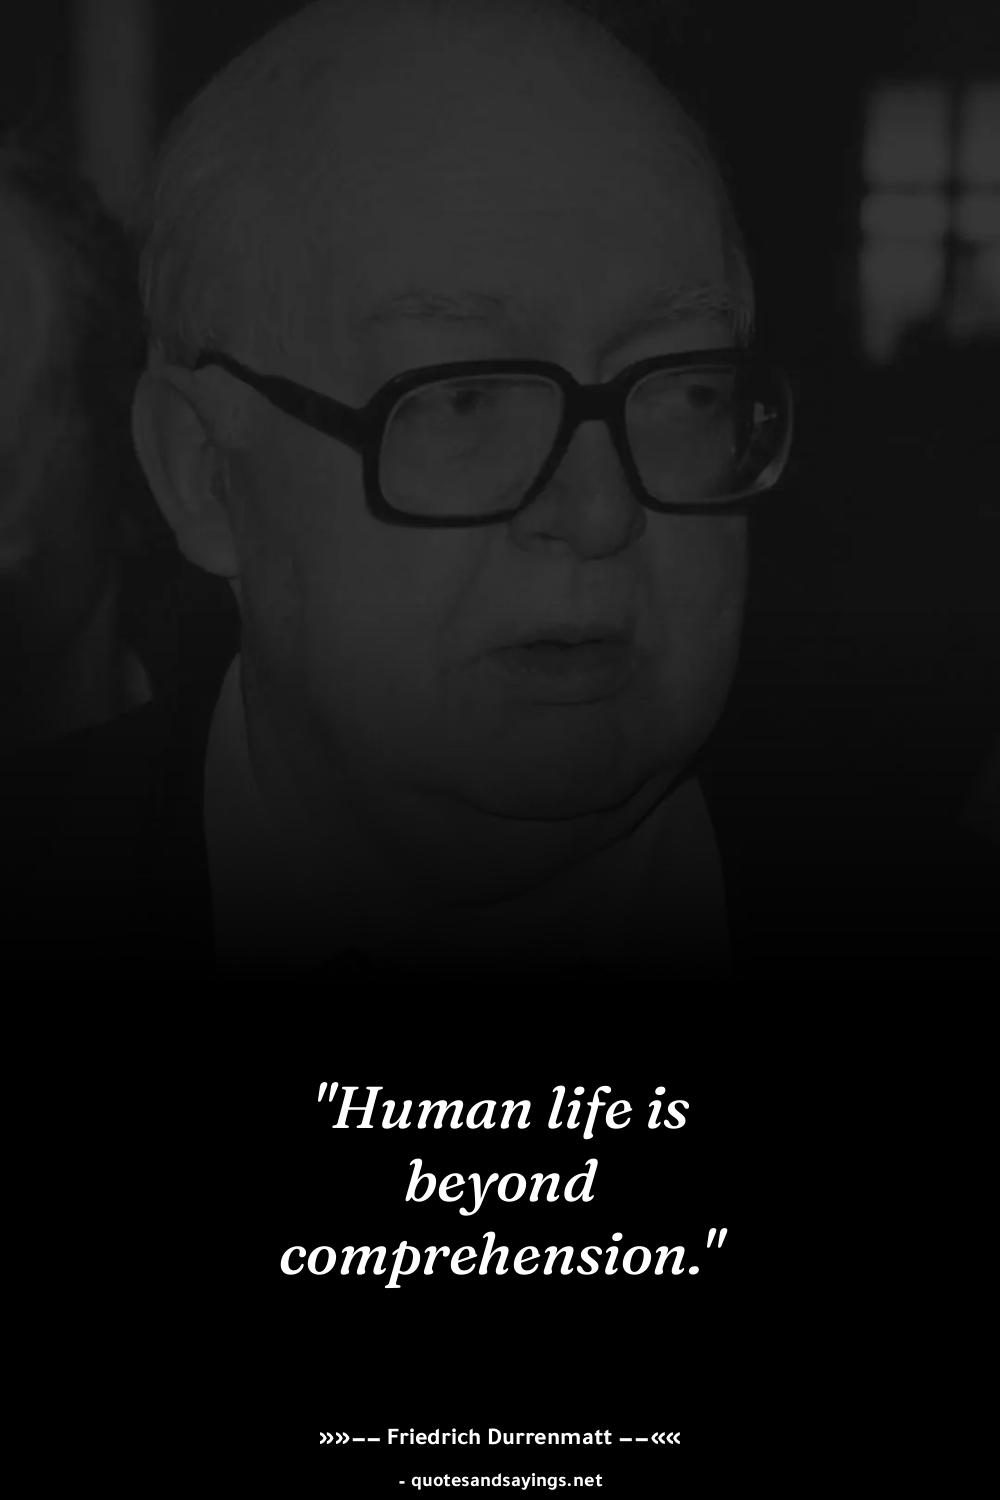 "Human life is
beyond
comprehension."
»»−− Friedrich Durrenmatt −−««
- quotesandsayings.net